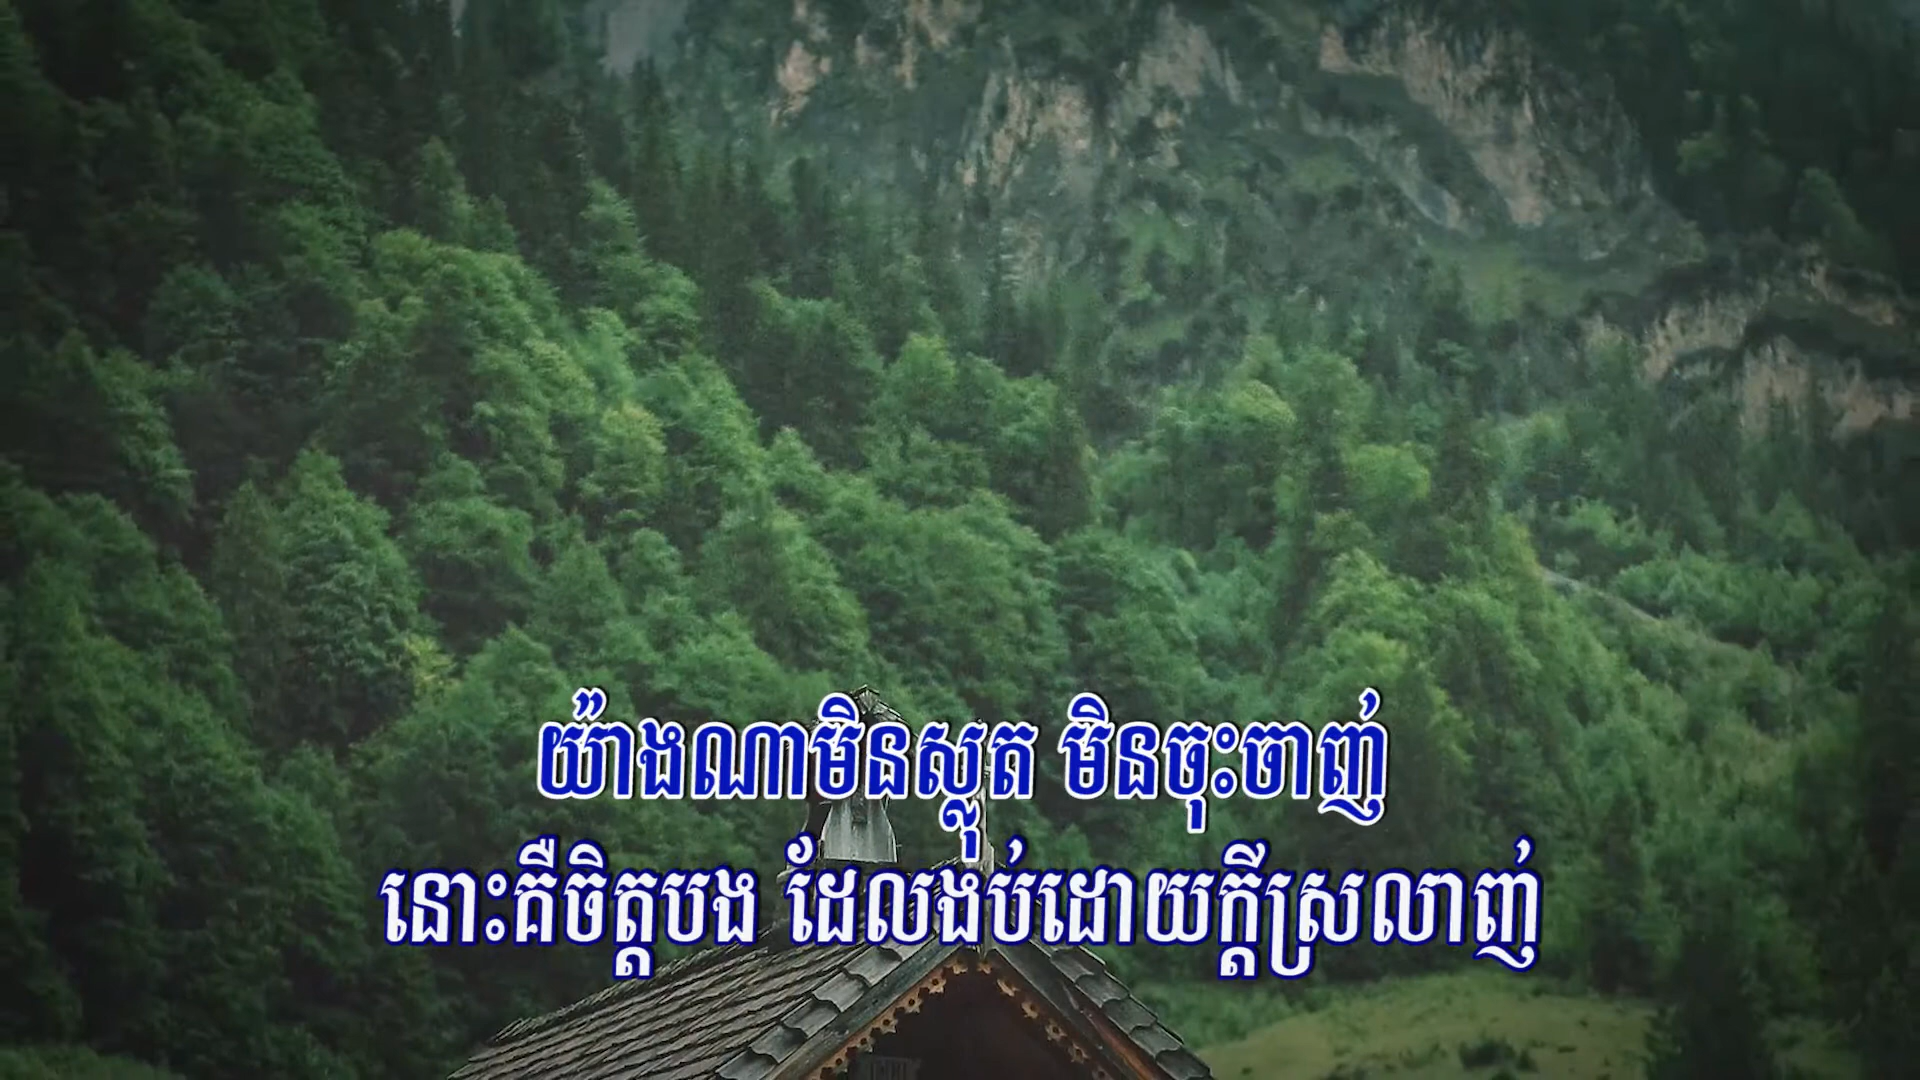 យ៉ាងណាមិនស្លុត មិនចុះចាញ់
នោះគឺចិត្តបង ដែលងប់ដោយក្ដីស្រលាញ់